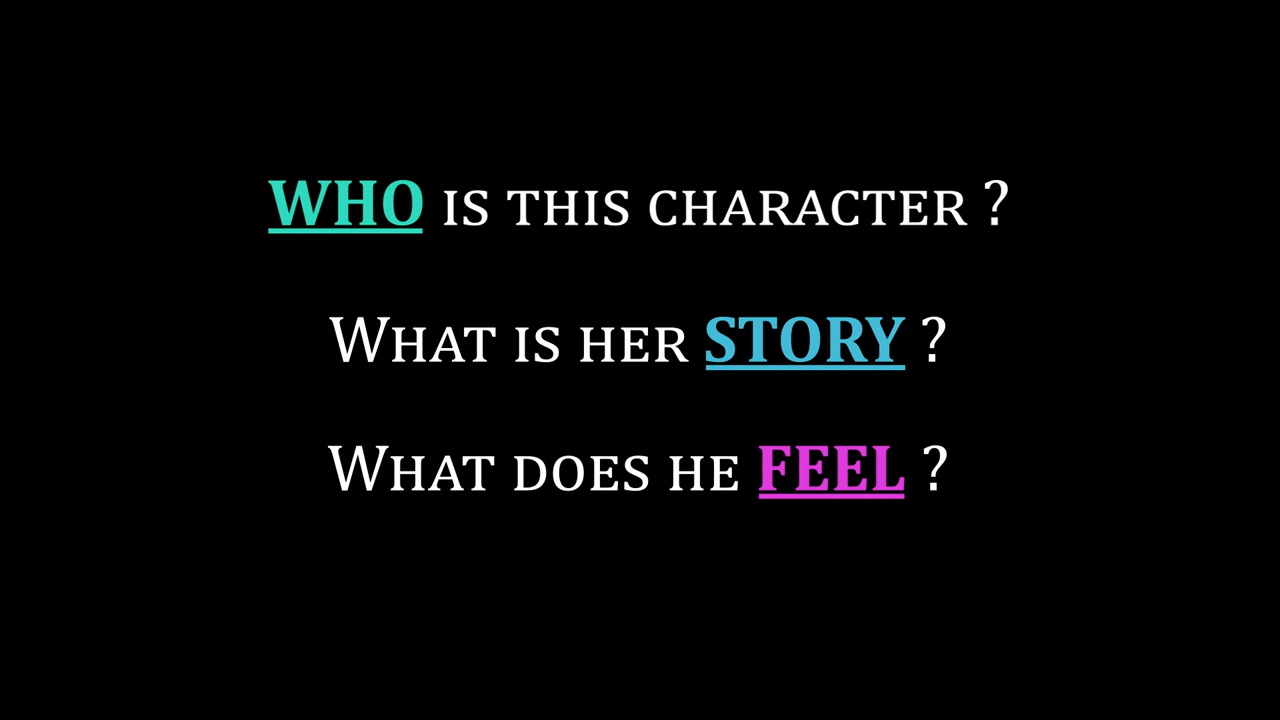 WHO IS THIS CHARACTER ?
WHAT IS HER STORY ?
WHAT DOES HE FEEL ?